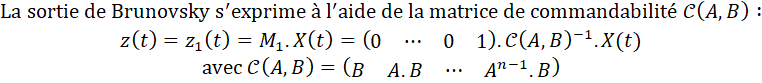 La sortie de Brunovsky s'exprime à l'aide de la matrice de commandabilité 𝒞(A, B) :
z(t) = z₁(t) = M₁. X(t) = (0 ⋯ 0 1). 𝒞(A, B)⁻¹. X(t)
avec 𝒞(A, B) = (B A. B ⋯ Aⁿ⁻¹. B)